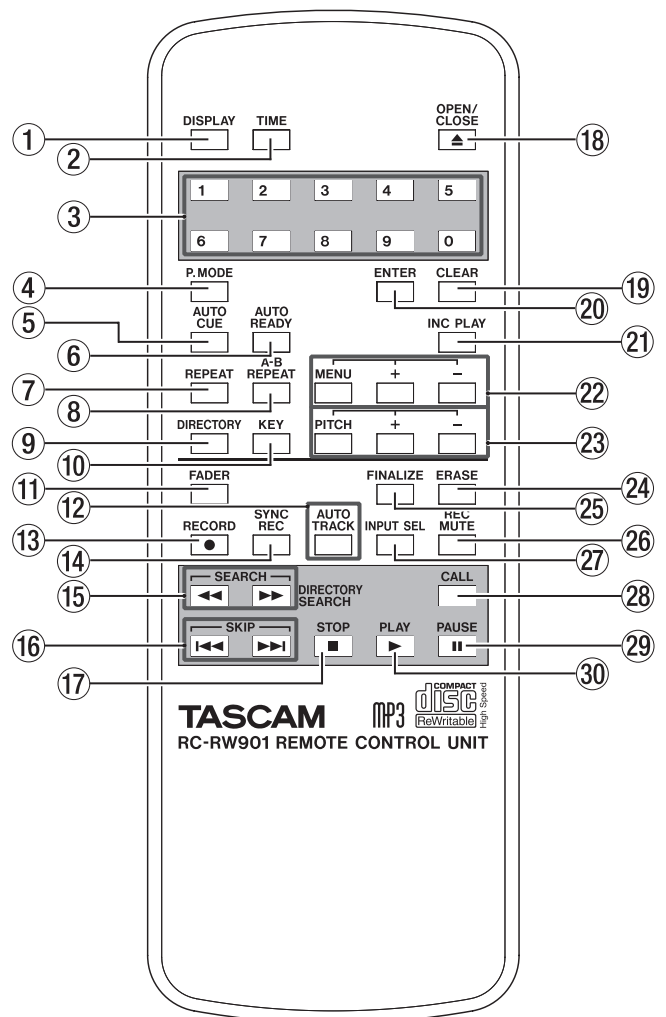 DISPLAY TIME OPEN/
CLOSE
1 2 18
1 2 3 4 5
3
6 7 8 9 0
4 P.MODE ENTER CLEAR 19
20
5 AUTO
CUE AUTO
READY INC PLAY 21
6
7 REPEAT A-B
REPEAT MENU + − 22
8
9 DIRECTORY KEY PITCH + − 23
10
11 FADER FINALIZE ERASE 24
12 25
13 RECORD SYNC
REC AUTO
TRACK INPUT SEL REC
MUTE 26
14 27
15 SEARCH DIRECTORY
SEARCH CALL 28
16 SKIP STOP PLAY PAUSE 29
17 30
TASCAM MP3 COMPACT
disc
ReWritable
High Speed
RC-RW901 REMOTE CONTROL UNIT